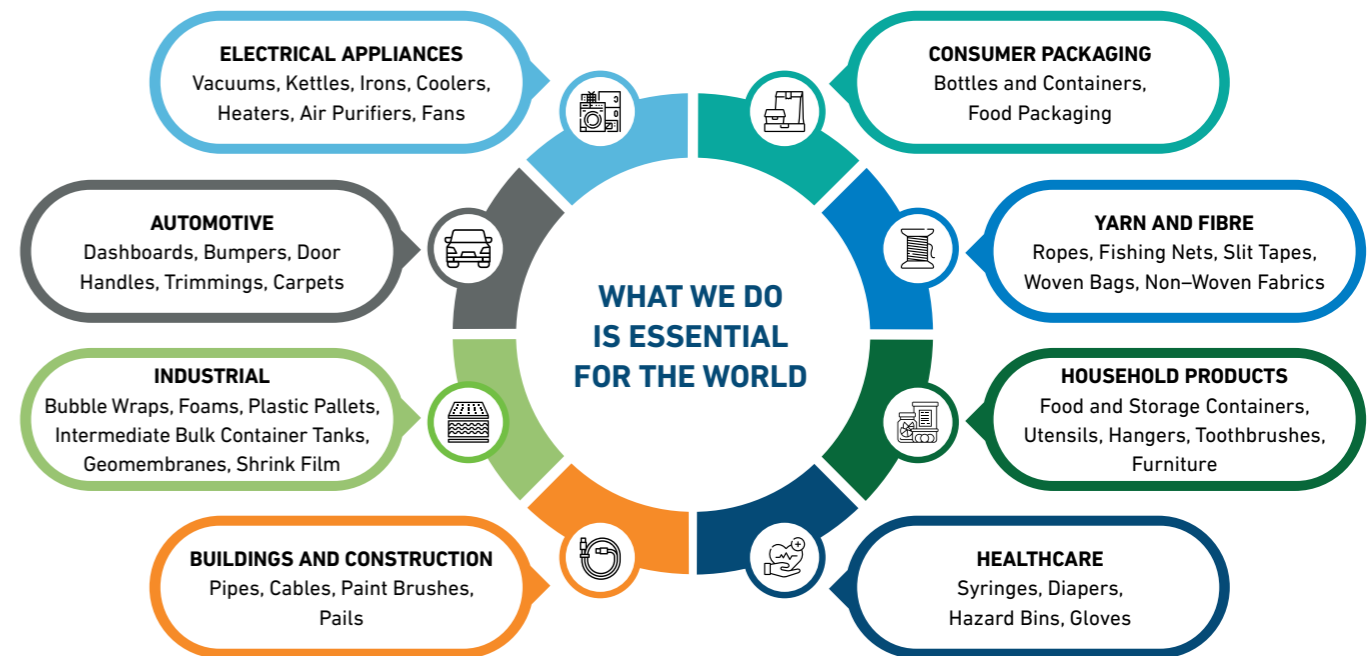 ELECTRICAL APPLIANCES
Vacuums, Kettles, Irons, Coolers,
Heaters, Air Purifiers, Fans
CONSUMER PACKAGING
Bottles and Containers,
Food Packaging
AUTOMOTIVE
Dashboards, Bumpers, Door
Handles, Trimmings, Carpets
YARN AND FIBRE
Ropes, Fishing Nets, Slit Tapes,
Woven Bags, Non–Woven Fabrics
WHAT WE DO
IS ESSENTIAL
FOR THE WORLD
INDUSTRIAL
Bubble Wraps, Foams, Plastic Pallets,
Intermediate Bulk Container Tanks,
Geomembranes, Shrink Film
HOUSEHOLD PRODUCTS
Food and Storage Containers,
Utensils, Hangers, Toothbrushes,
Furniture
BUILDINGS AND CONSTRUCTION
Pipes, Cables, Paint Brushes,
Pails
HEALTHCARE
Syringes, Diapers,
Hazard Bins, Gloves